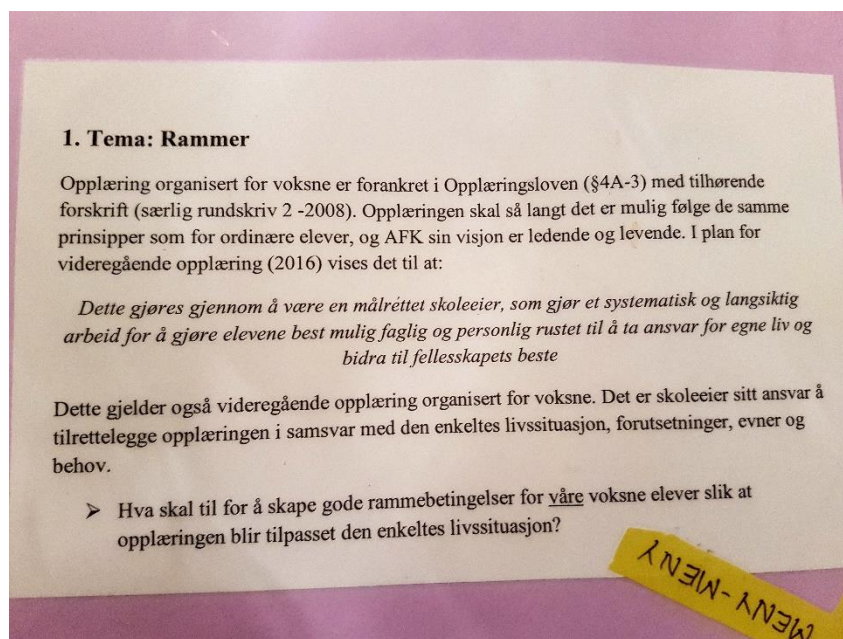 1. Tema: Rammer
Opplæring organisert for voksne er forankret i Opplæringsloven (§4A-3) med tilhørende
forskrift (særlig rundskriv 2 -2008). Opplæringen skal så langt det er mulig følge de samme
prinsipper som for ordinære elever, og AFK sin visjon er ledende og levende. I plan for
videregående opplæring (2016) vises det til at:
Dette gjøres gjennom å være en målrettet skoleeier, som gjør et systematisk og langsiktig
arbeid for å gjøre elevene best mulig faglig og personlig rustet til å ta ansvar for egne liv og
bidra til fellesskapets beste
Dette gjelder også videregående opplæring organisert for voksne. Det er skoleeier sitt ansvar å
tilrettelegge opplæringen i samsvar med den enkeltes livssituasjon, forutsetninger, evner og
behov.
➤ Hva skal til for å skape gode rammebetingelser for våre voksne elever slik at
opplæringen blir tilpasset den enkeltes livssituasjon?
MENY-MENY